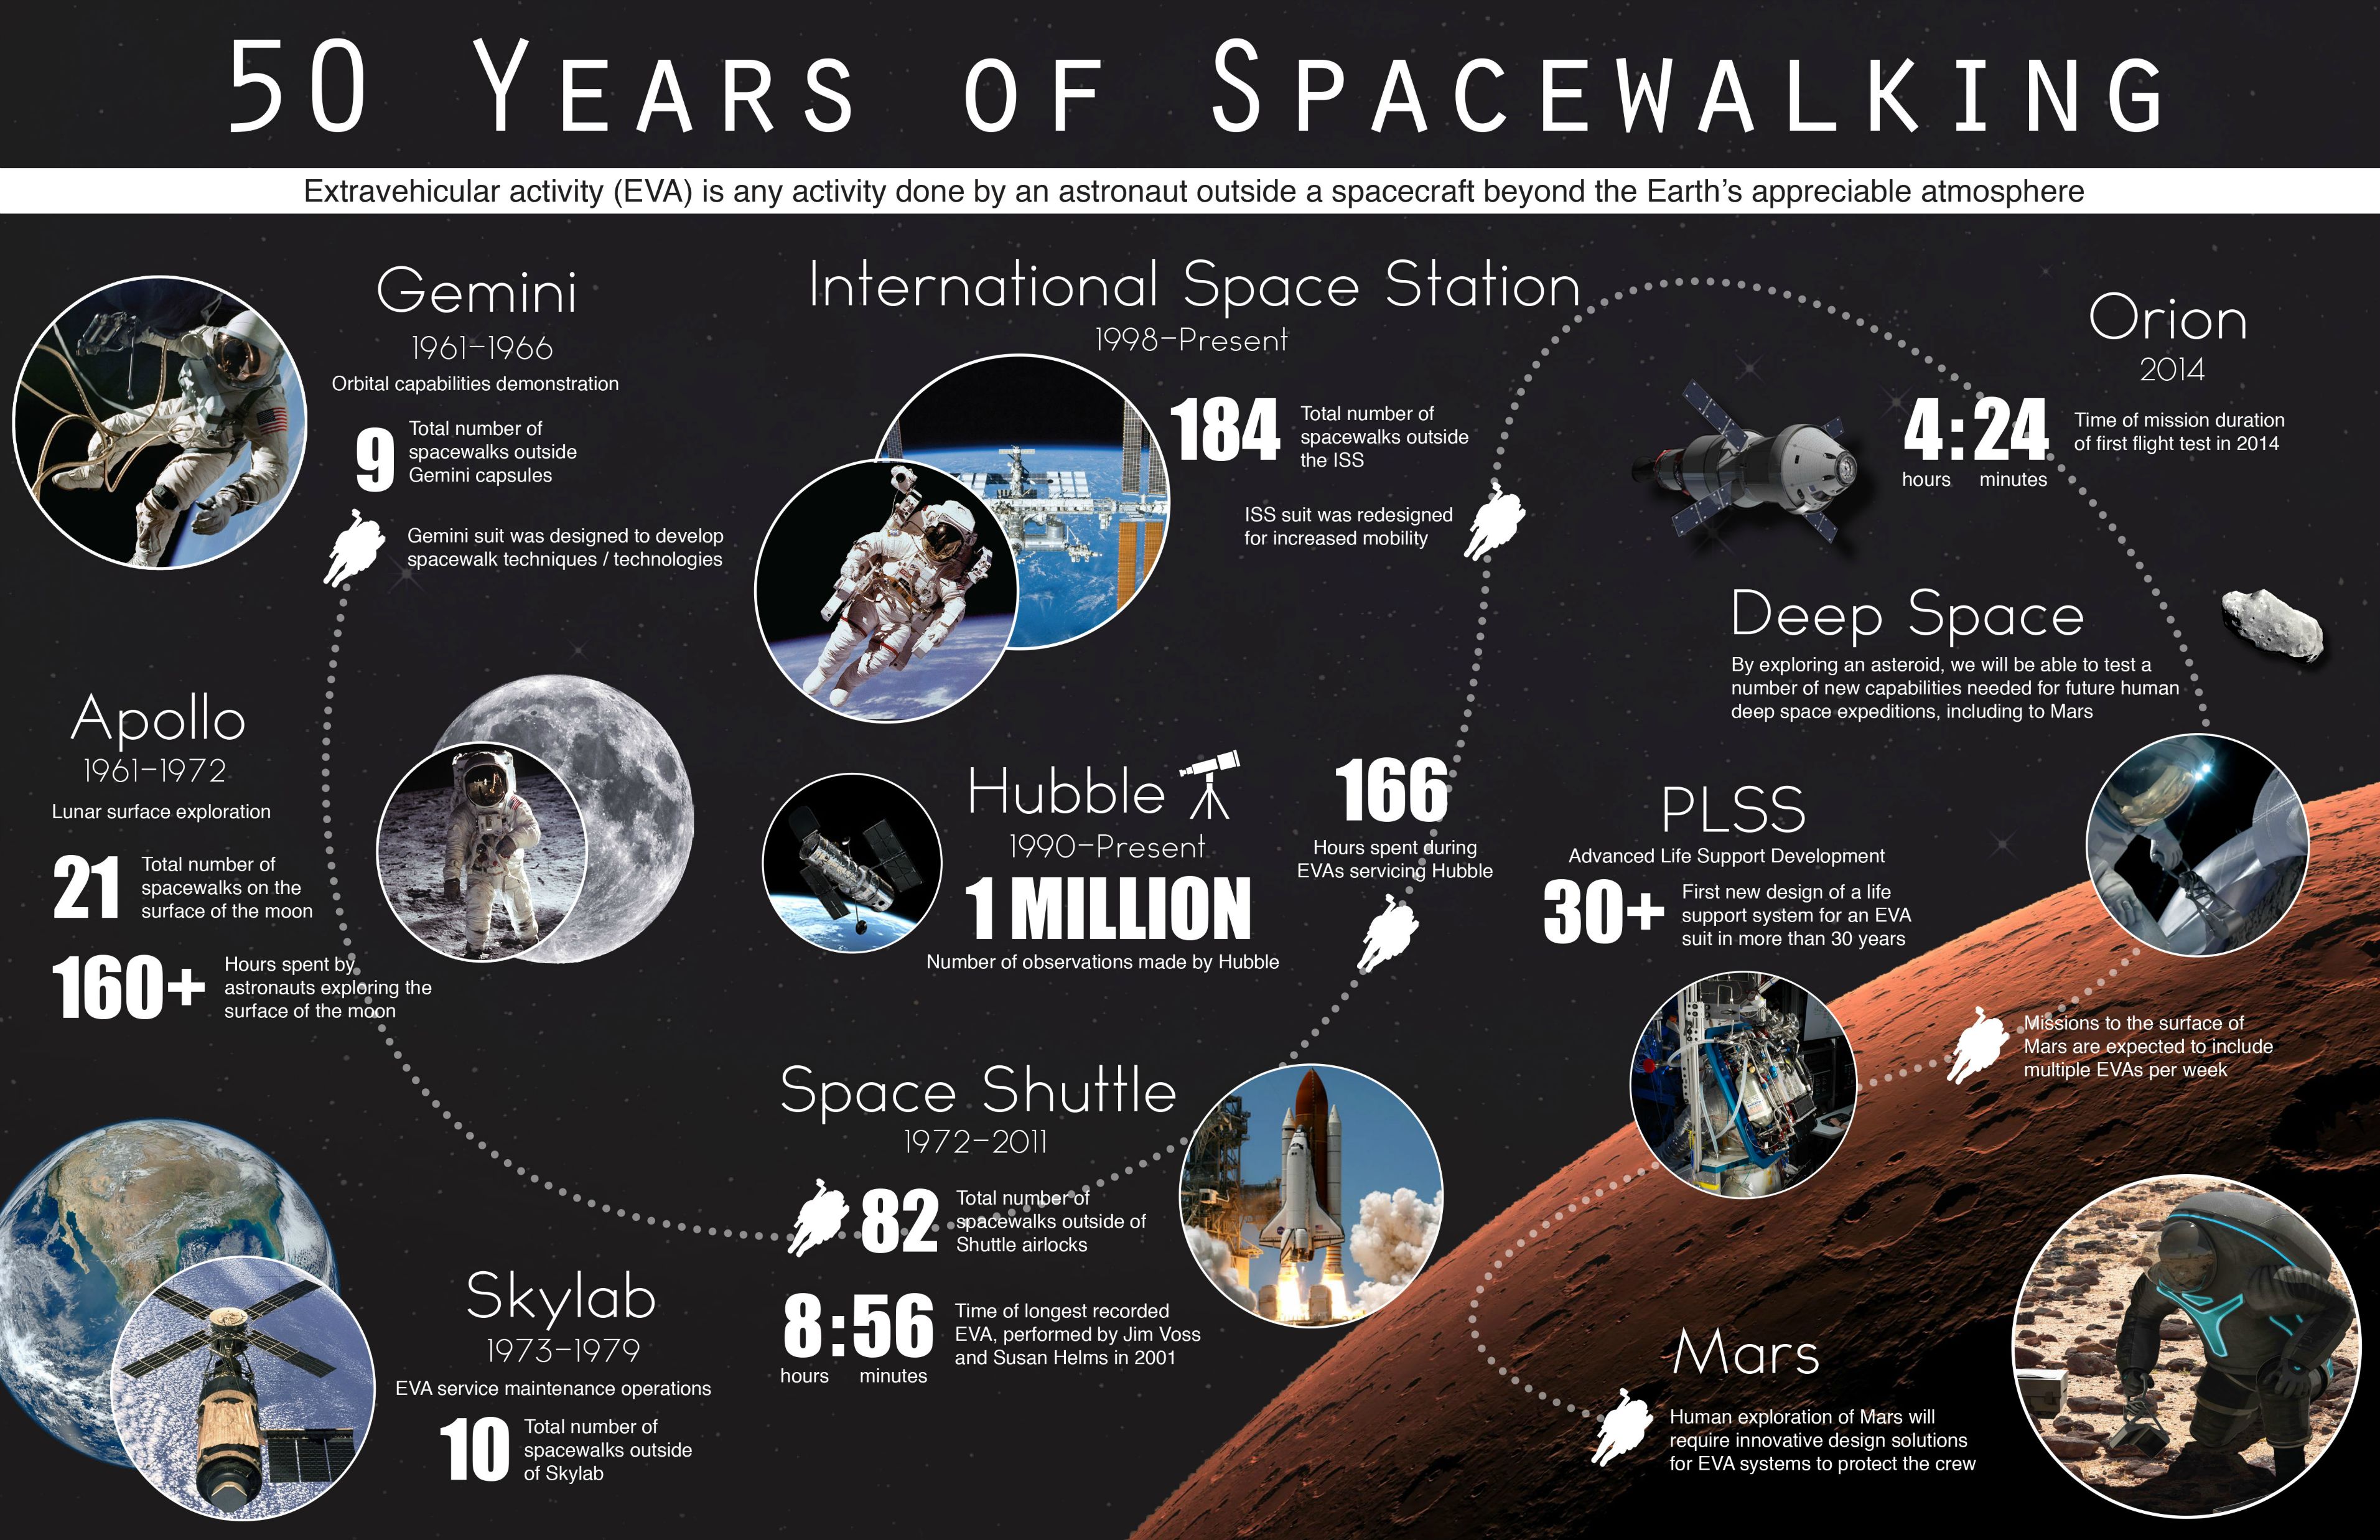 50 YEARS OF SPACEWALKING
Extravehicular activity (EVA) is any activity done by an astronaut outside a spacecraft beyond the Earth's appreciable atmosphere
Gemini
1961-1966
Orbital capabilities demonstration
9
Total number of
spacewalks outside
Gemini capsules
Gemini suit was designed to develop
spacewalk techniques / technologies
Apollo
1961-1972
Lunar surface exploration
21
Total number of
spacewalks on the
surface of the moon
160+
Hours spent by
astronauts exploring the
surface of the moon
Skylab
1973-1979
EVA service maintenance operations
10
Total number of
spacewalks outside
of Skylab
International Space Station
1998-Present
184
Total number of
spacewalks outside
the ISS
ISS suit was redesigned
for increased mobility
Hubble
1990-Present
1 MILLION
Number of observations made by Hubble
166
Hours spent during
EVAs servicing Hubble
Space Shuttle
1972-2011
82
Total number of
spacewalks outside of
Shuttle airlocks
8:56
hours minutes
Time of longest recorded
EVA, performed by Jim Voss
and Susan Helms in 2001
Orion
2014
4:24
hours minutes
Time of mission duration
of first flight test in 2014
Deep Space
By exploring an asteroid, we will be able to test a
number of new capabilities needed for future human
deep space expeditions, including to Mars
PLSS
Advanced Life Support Development
30+
First new design of a life
support system for an EVA
suit in more than 30 years
Missions to the surface of
Mars are expected to include
multiple EVAs per week
Mars
Human exploration of Mars will
require innovative design solutions
for EVA systems to protect the crew